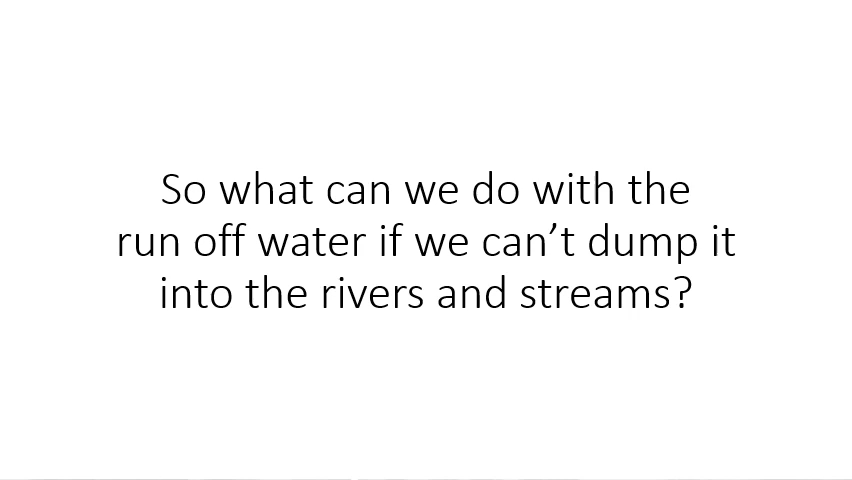 So what can we do with the
run off water if we can’t dump it
into the rivers and streams?